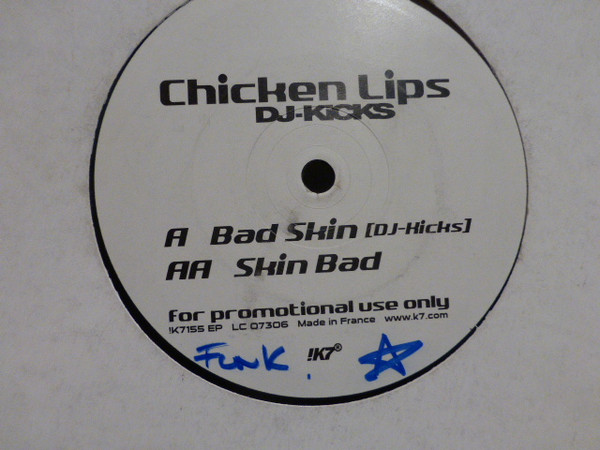 Chicken Lips
DJ-KiCKS
A Bad Skin [DJ-Kicks]
AA Skin Bad
for promotional use only
!K7155 EP LC 07306 Made in France www.k7.com
FUNK. !K7®